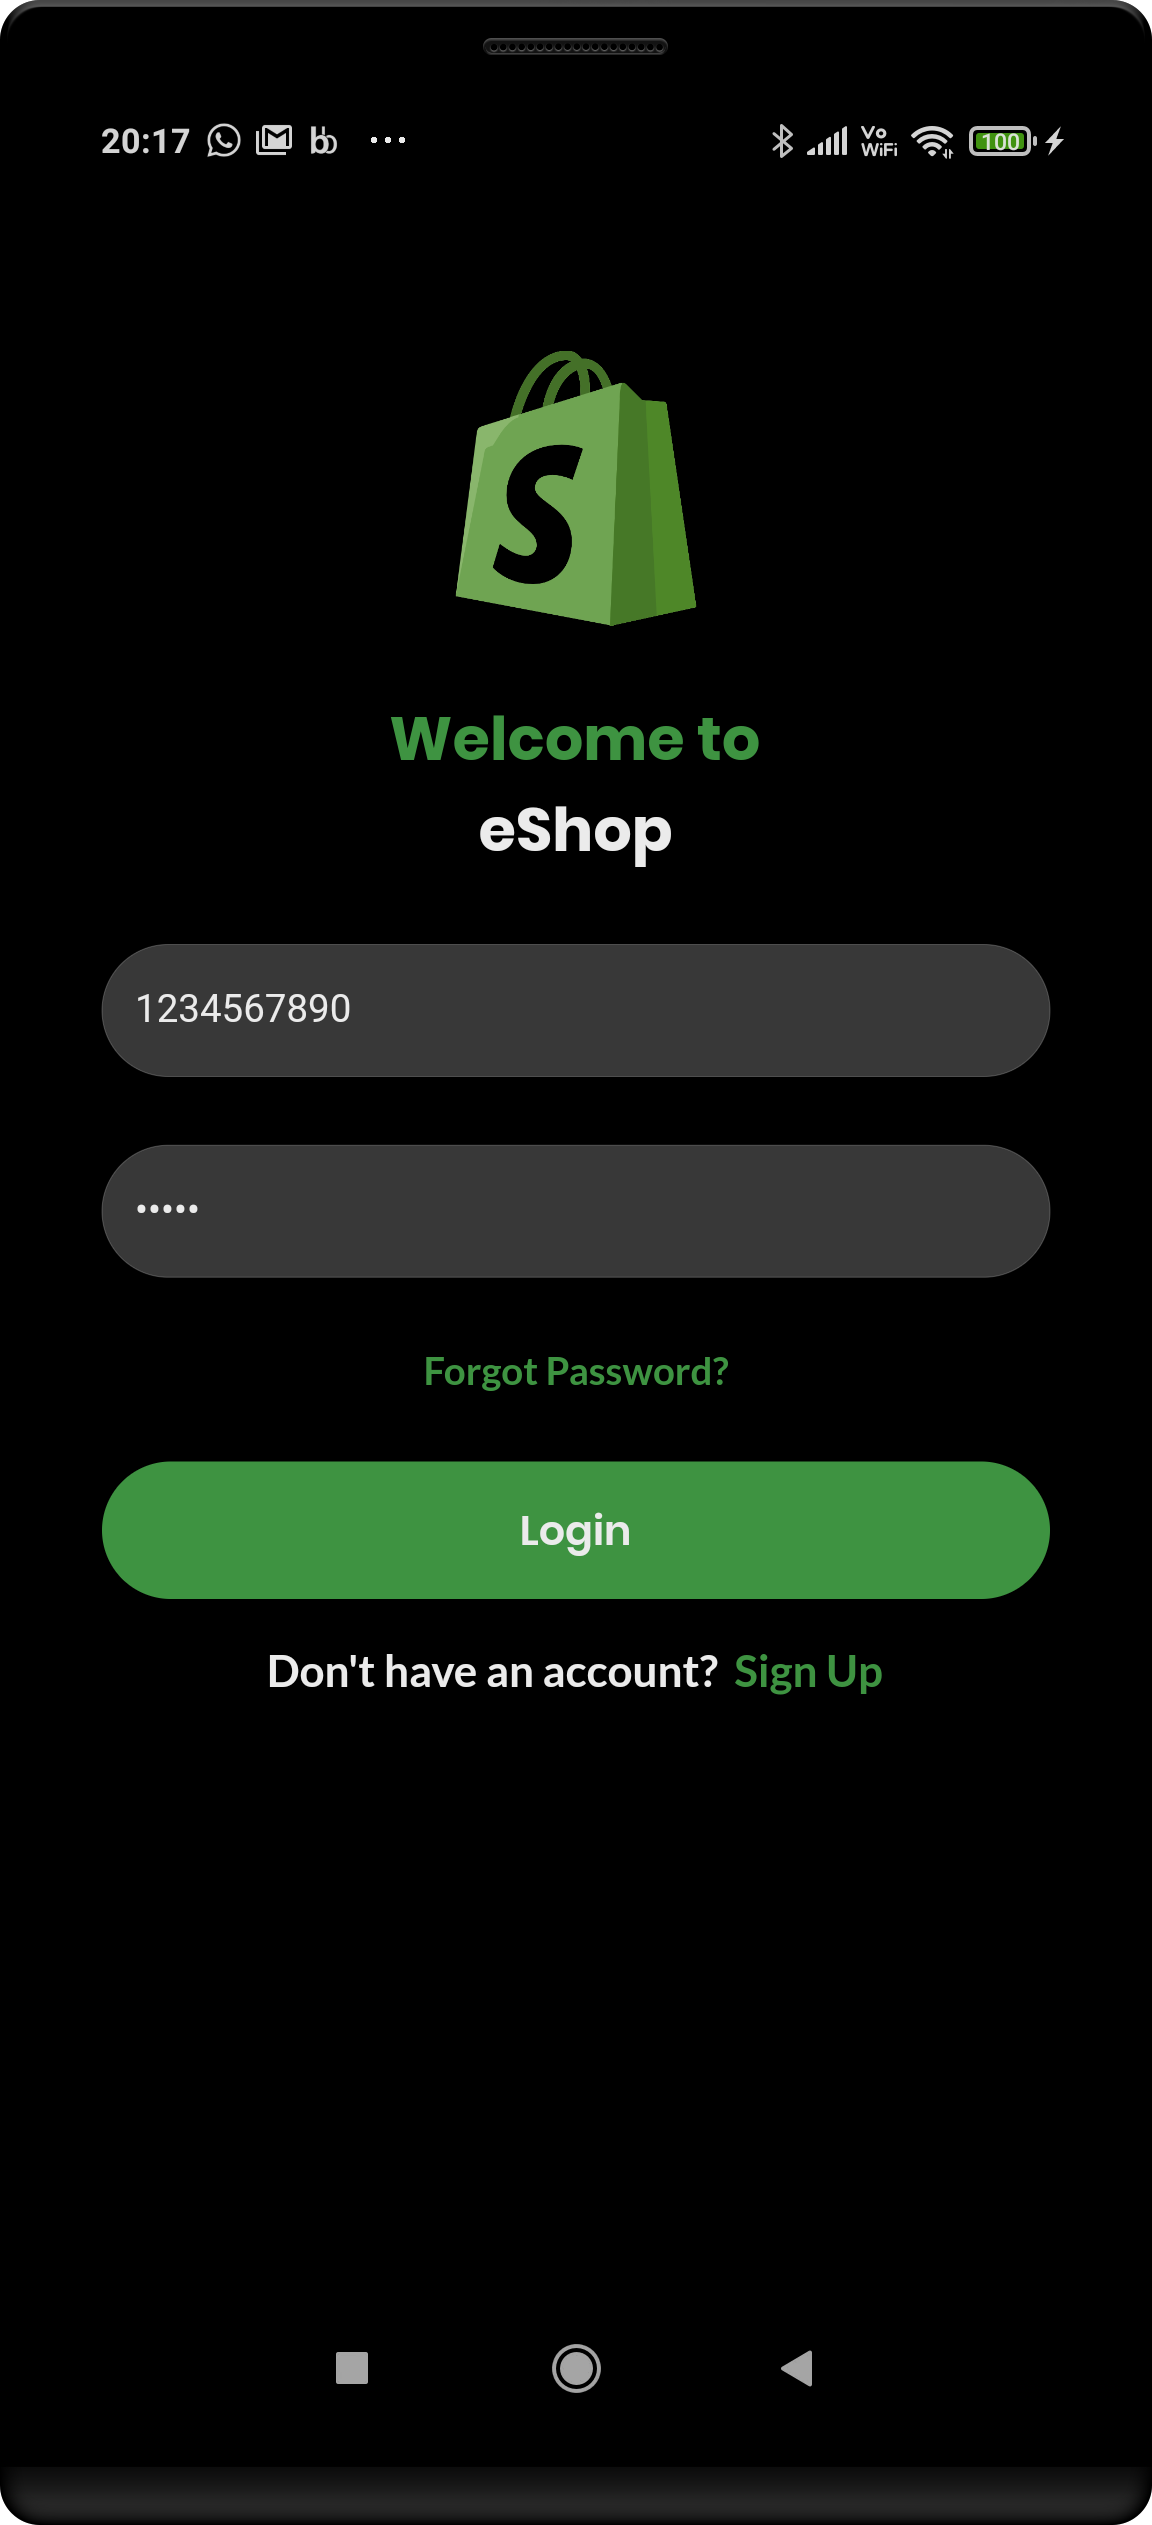 20:17 Vo WiFi 100
S
Welcome to
eShop
1234567890
•••••
Forgot Password?
Login
Don't have an account? Sign Up